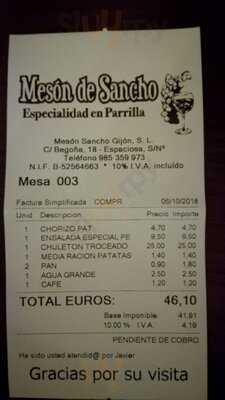 Mesón de Sancho
Especialidad en Parrilla
Mesón Sancho Gijón, S. L.
C/ Begoña, 18 - Espaciosa, S/Nº
Teléfono 985 359 973
N.I.F. B-52564663 * 10% I.V.A. incluído
Mesa 003
Factura Simplificada COMPR 06/10/2018
Unid Descripcion Precio Importe
1 CHORIZO PAT 4,70 4,70
1 ENSALADA ESPECIAL PE 9,50 9,50
1 CHULETON TROCEADO 25,00 25,00
1 MEDIA RACION PATATAS 1,40 1,40
2 PAN 0,90 1,80
1 AGUA GRANDE 2,50 2,50
1 CAFE 1,20 1,20
TOTAL EUROS: 46,10
Base Imponible 41,91
10.00 % I.V.A. 4,19
PENDIENTE DE COBRO
Ha sido usted atendid@ por Javier
Gracias por su visita